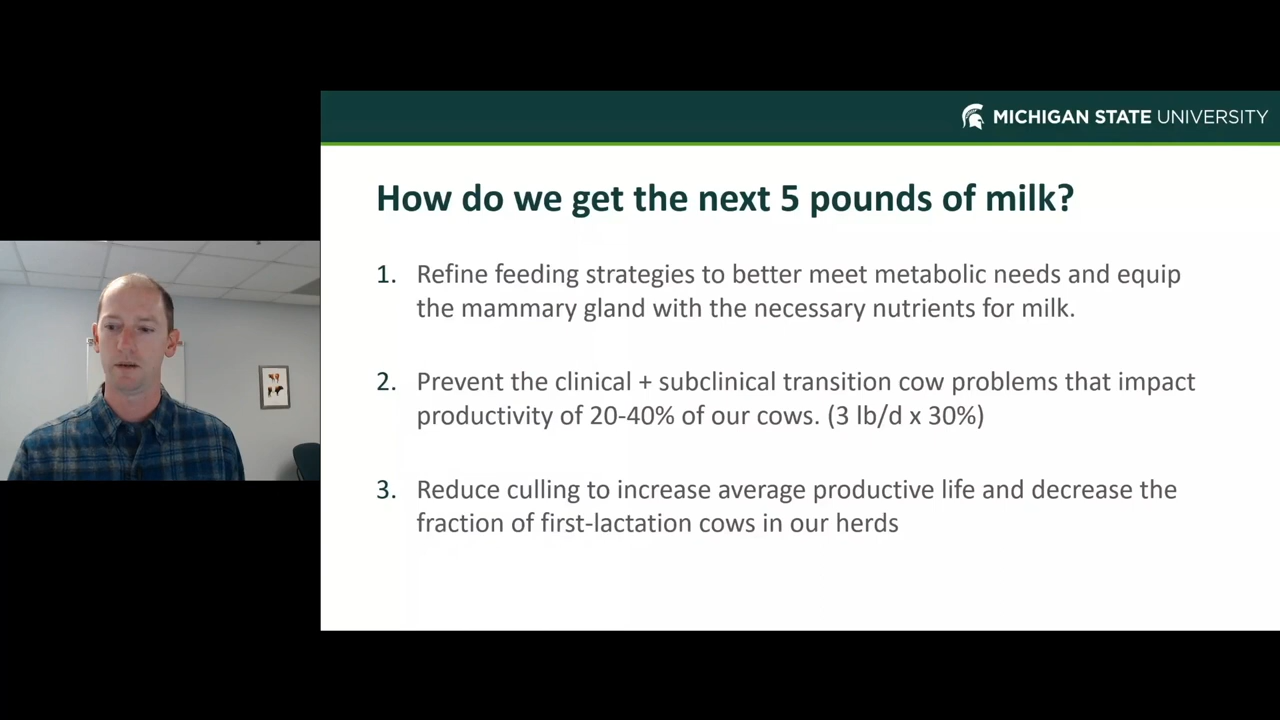 MICHIGAN STATE UNIVERSITY
How do we get the next 5 pounds of milk?
1. Refine feeding strategies to better meet metabolic needs and equip
the mammary gland with the necessary nutrients for milk.
2. Prevent the clinical + subclinical transition cow problems that impact
productivity of 20-40% of our cows. (3 lb/d x 30%)
3. Reduce culling to increase average productive life and decrease the
fraction of first-lactation cows in our herds